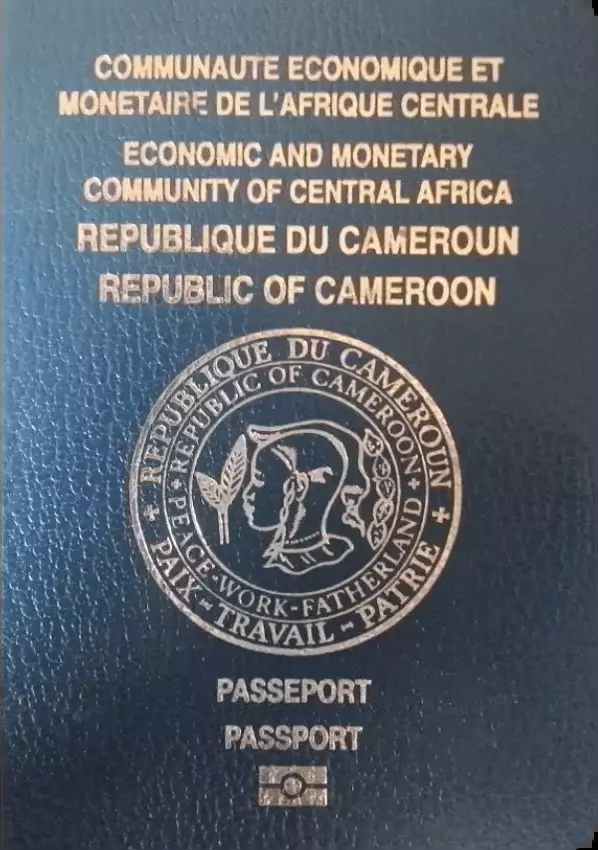 COMMUNAUTE ECONOMIQUE ET
MONETAIRE DE L'AFRIQUE CENTRALE
ECONOMIC AND MONETARY
COMMUNITY OF CENTRAL AFRICA
REPUBLIQUE DU CAMEROUN
REPUBLIC OF CAMEROON
REPUBLIQUE DU CAMEROUN
REPUBLIC OF CAMEROON
PEACE-WORK-FATHERLAND
PAIX-TRAVAIL-PATRIE
PASSEPORT
PASSPORT